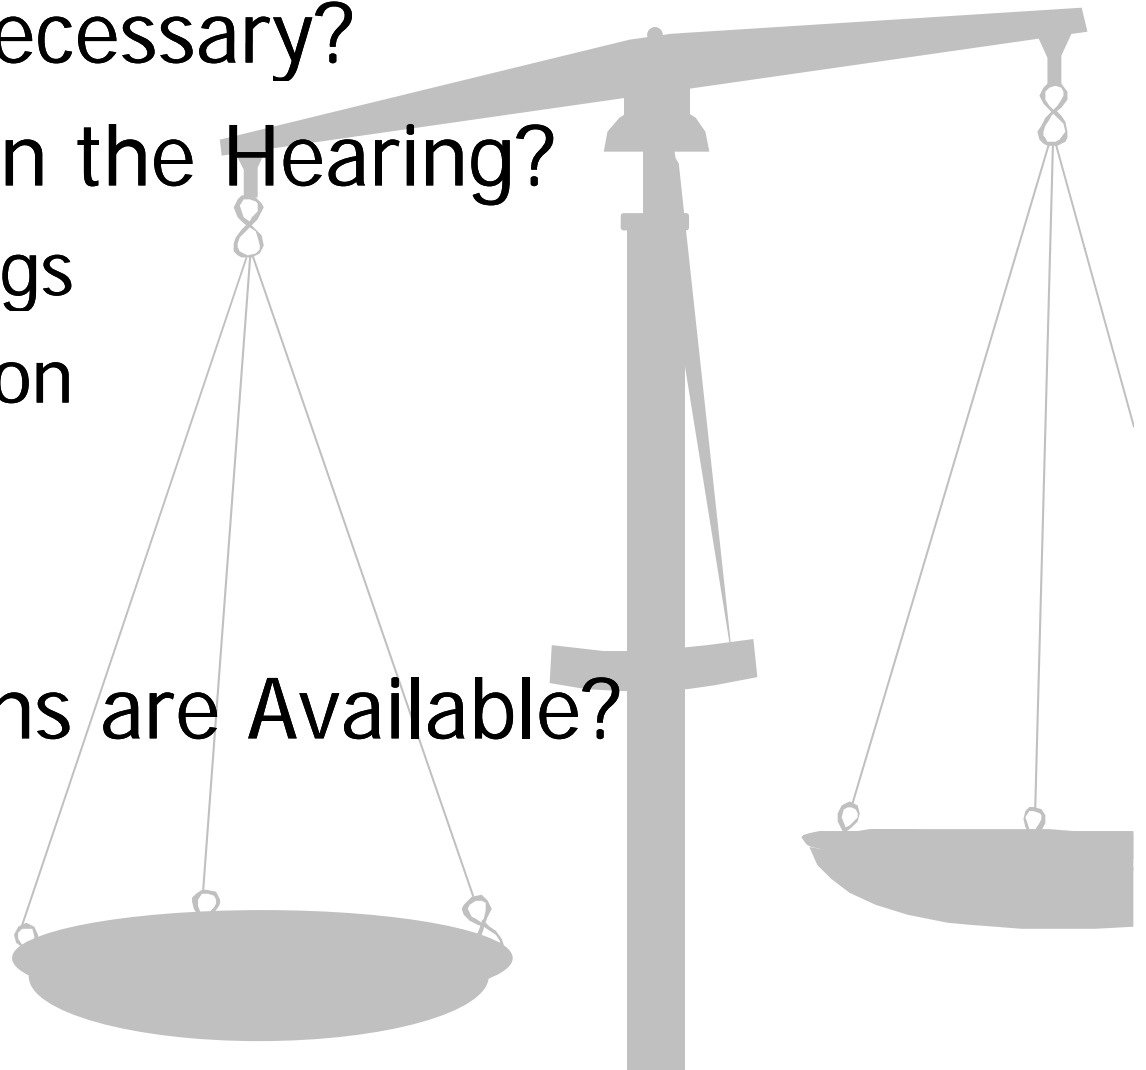 ecessary?
n the Hearing?
gs
on
ns are Available?